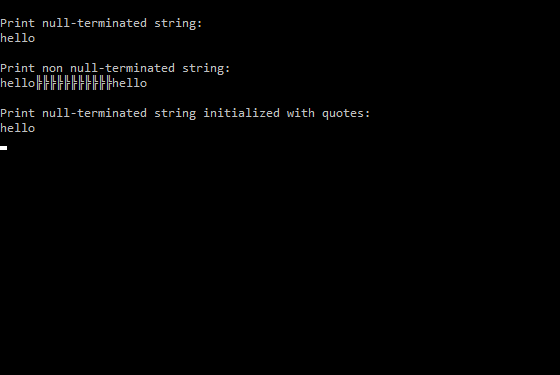 Print null-terminated string:
hello
Print non null-terminated string:
hello╠╠╠╠╠╠╠╠╠╠╠hello
Print null-terminated string initialized with quotes:
hello